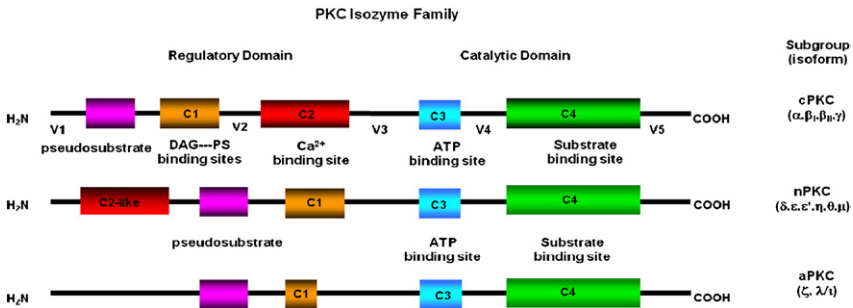 PKC Isozyme Family
Regulatory Domain
Catalytic Domain
Subgroup
(isoform)
H₂N
V1
C1
V2
C2
V3
C3
V4
C4
V5
COOH
cPKC
(α.βI.βII.γ)
pseudosubstrate
DAG---PS
binding sites
Ca²⁺
binding site
ATP
binding site
Substrate
binding site
H₂N
C2-like
C1
C3
C4
COOH
nPKC
(δ.ε.ε'.η.θ.μ)
pseudosubstrate
ATP
binding site
Substrate
binding site
H₂N
C1
C3
C4
COOH
aPKC
(ζ, λ/ι)